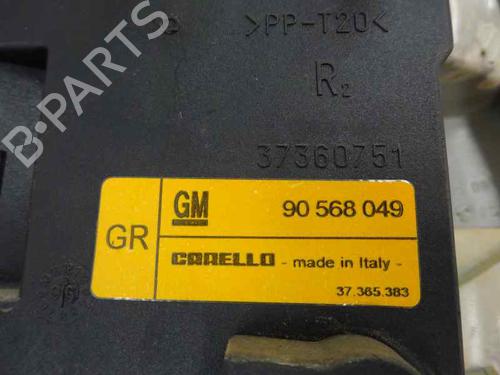 >PP-T20<
R2
37360751
GM
90 568 049
GR
CARELLO - made in Italy -
37.365.383
B-PARTS